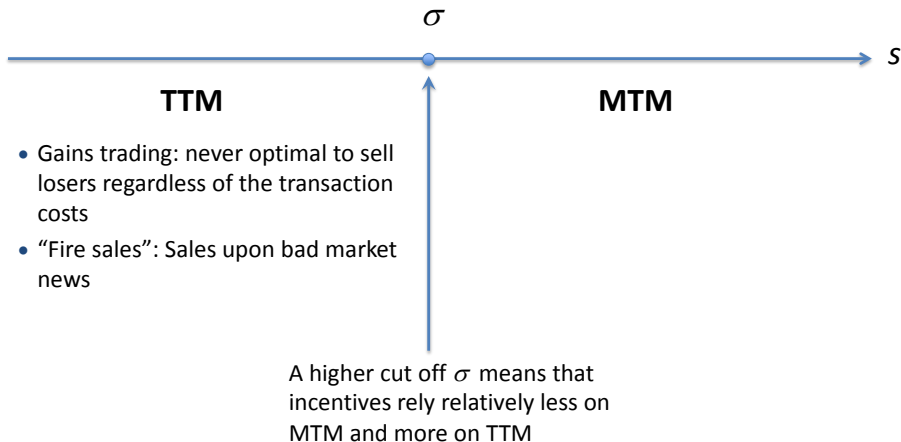 σ
s
TTM
MTM
• Gains trading: never optimal to sell
losers regardless of the transaction
costs
• “Fire sales”: Sales upon bad market
news
A higher cut off σ means that
incentives rely relatively less on
MTM and more on TTM